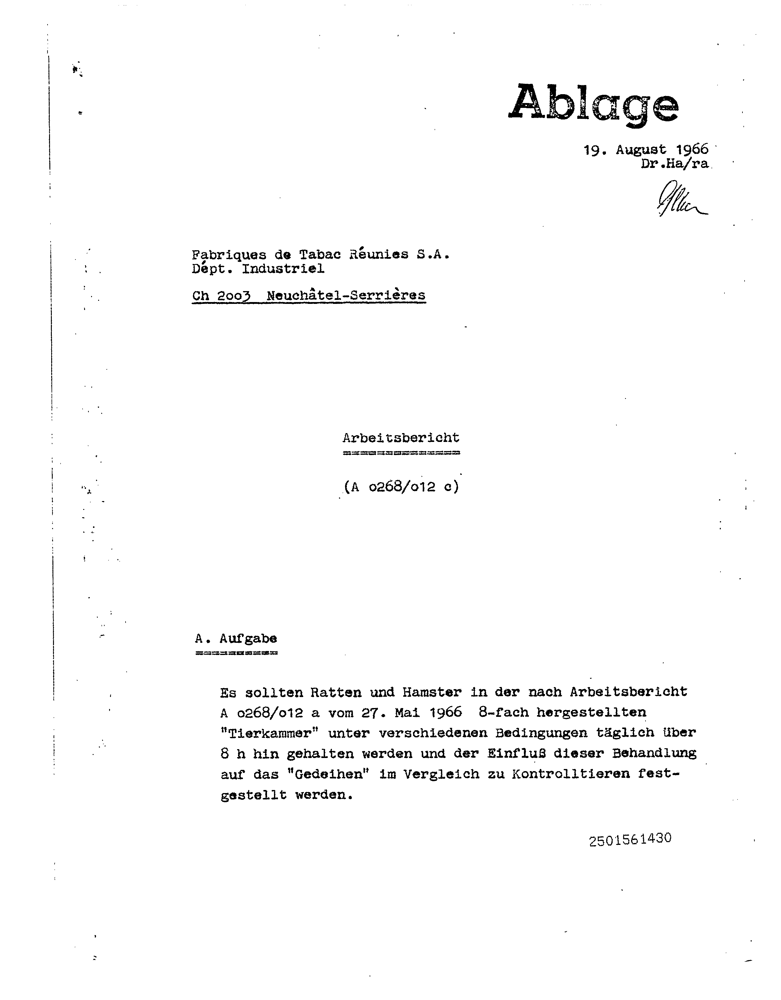 Ablage
19. August 1966
Dr.Ha/ra
Fabriques de Tabac Réunies S.A.
Dépt. Industriel
Ch 2oo3 Neuchâtel-Serrières
Arbeitsbericht
(A o268/o12 c)
A. Aufgabe
Es sollten Ratten und Hamster in der nach Arbeitsbericht
A o268/o12 a vom 27. Mai 1966 8-fach hergestellten
"Tierkammer" unter verschiedenen Bedingungen täglich über
8 h hin gehalten werden und der Einfluß dieser Behandlung
auf das "Gedeihen" im Vergleich zu Kontrolltieren fest-
gestellt werden.
2501561430